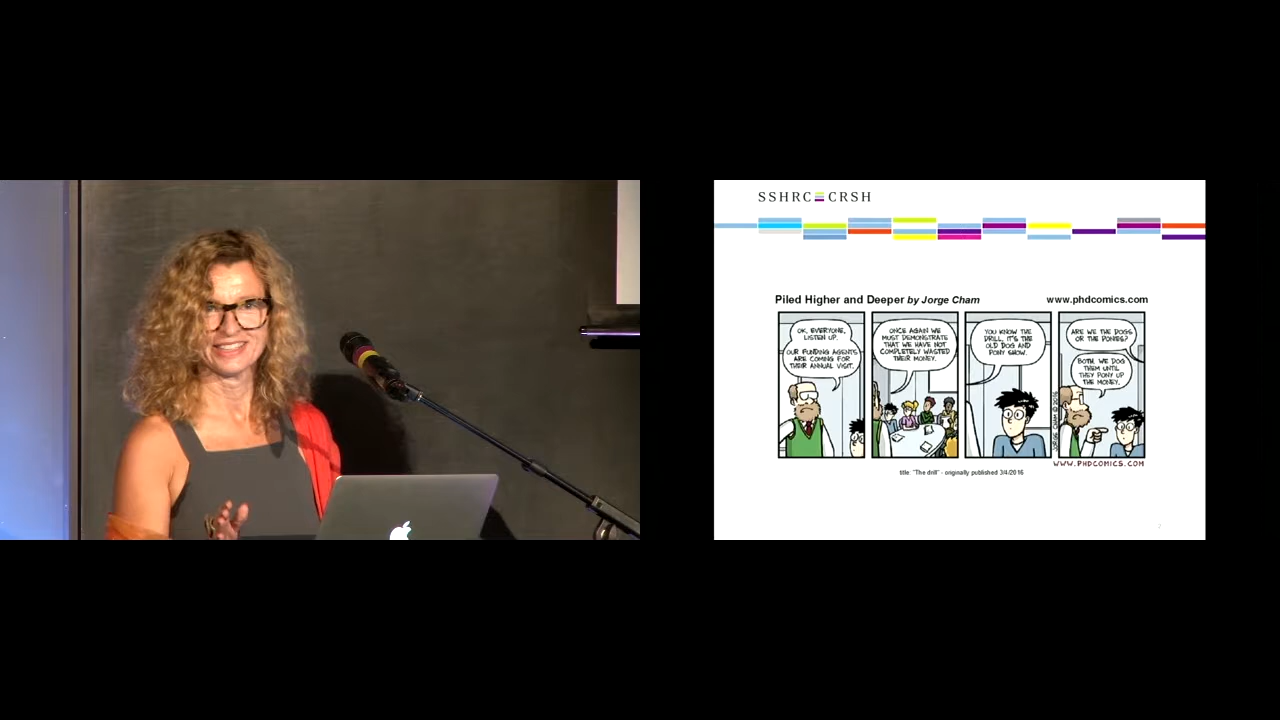 SSHRC CRSH
Piled Higher and Deeper by Jorge Cham
www.phdcomics.com
OK, EVERYONE,
LISTEN UP.
OUR FUNDING AGENTS
ARE COMING FOR
THEIR ANNUAL VISIT.
ONCE AGAIN WE
MUST DEMONSTRATE
THAT WE HAVE NOT
COMPLETELY WASTED
THEIR MONEY.
YOU KNOW THE
DRILL, IT'S THE
OLD DOG AND
PONY SHOW.
ARE WE THE DOGS
OR THE PONIES?
BOTH. WE DOG
THEM UNTIL
THEY PONY UP
THE MONEY.
JORGE CHAM © 2016
WWW.PHDCOMICS.COM
title: "The drill" - originally published 3/4/2016